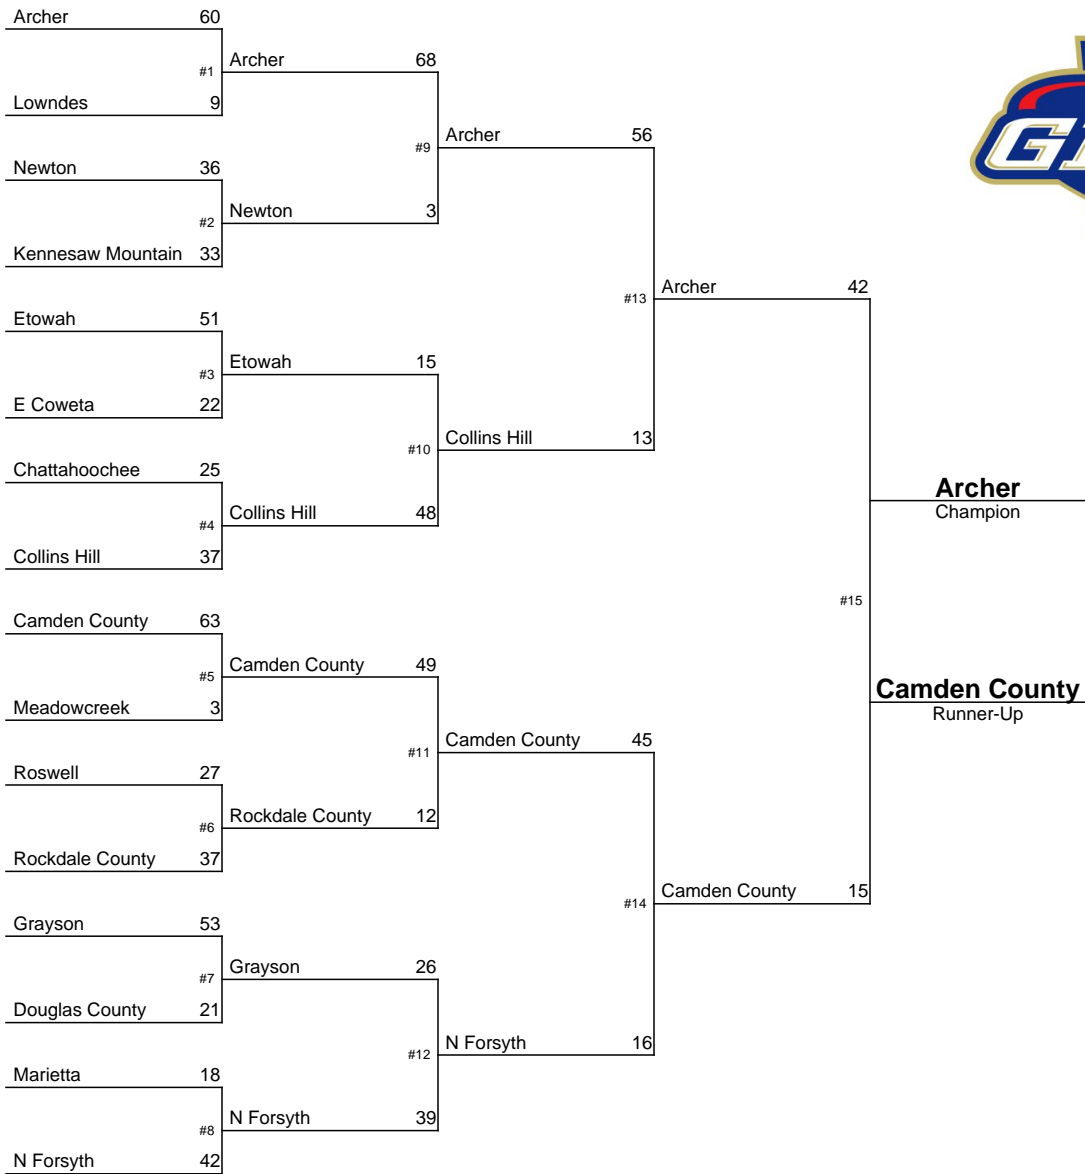 Archer 60
#1
Lowndes 9
Newton 36
#2
Kennesaw Mountain 33
Etowah 51
#3
E Coweta 22
Chattahoochee 25
#4
Collins Hill 37
Camden County 63
#5
Meadowcreek 3
Roswell 27
#6
Rockdale County 37
Grayson 53
#7
Douglas County 21
Marietta 18
#8
N Forsyth 42
Archer 68
#9
Newton 3
Etowah 15
#10
Collins Hill 48
Camden County 49
#11
Rockdale County 12
Grayson 26
#12
N Forsyth 39
Archer 56
#13
Collins Hill 13
Camden County 45
#14
N Forsyth 16
Archer 42
#15
Camden County 15
Archer
Champion
Camden County
Runner-Up